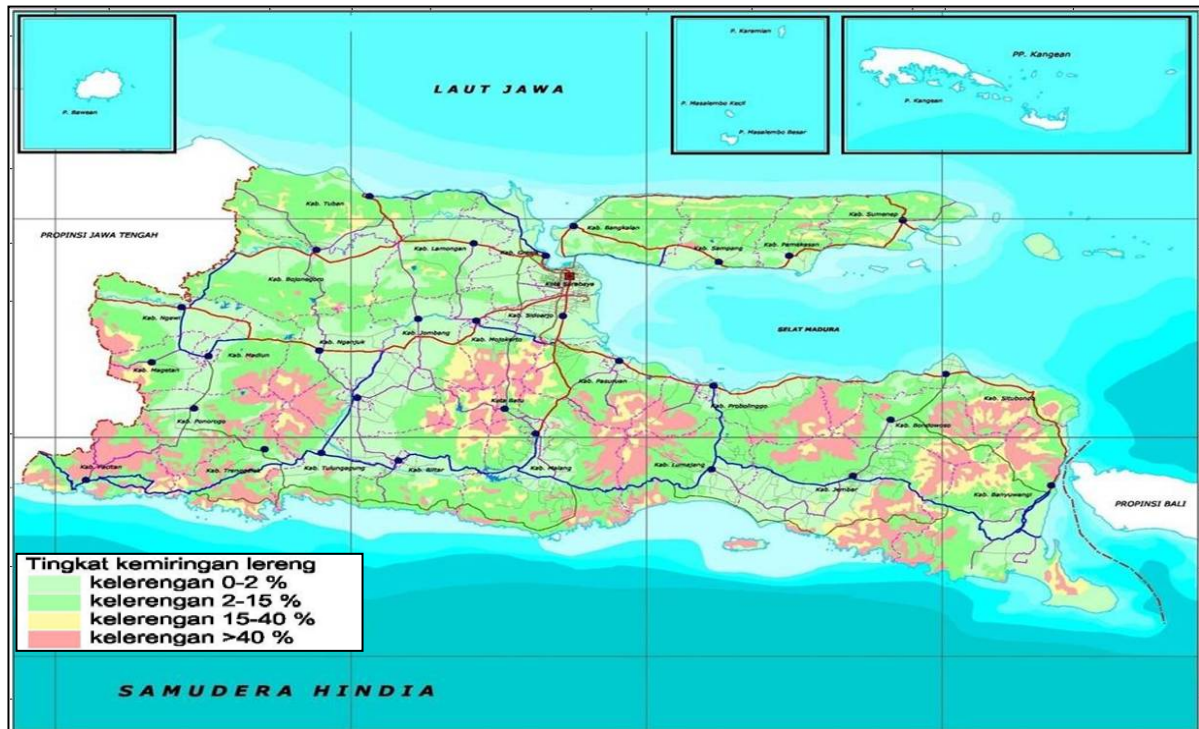 P. Bawean
LAUT JAWA
P. Keramian
P. Masalembo Kecil
P. Masalembo Besar
PP. Kangean
P. Kangean
PROPINSI JAWA TENGAH
Kab. Tuban
Kab. Bangkalan
Kab. Sumenep
Kab. Lamongan
Kab. Sampang
Kab. Pamekasan
Kab. Bojonegoro
Kota Surabaya
Kab. Ngawi
Kab. Sidoarjo
SELAT MADURA
Kab. Jombang
Kab. Mojokerto
Kab. Nganjuk
Kab. Madiun
Kab. Magetan
Kab. Pasuruan
Kab. Probolinggo
Kab. Situbondo
Kota Batu
Kab. Ponorogo
Kab. Bondowoso
Kab. Pacitan
Kab. Trenggalek
Kab. Tulungagung
Kab. Blitar
Kab. Malang
Kab. Lumajang
Kab. Jember
Kab. Banyuwangi
PROPINSI BALI
Tingkat kemiringan lereng
kelerengan 0-2 %
kelerengan 2-15 %
kelerengan 15-40 %
kelerengan >40 %
SAMUDERA HINDIA